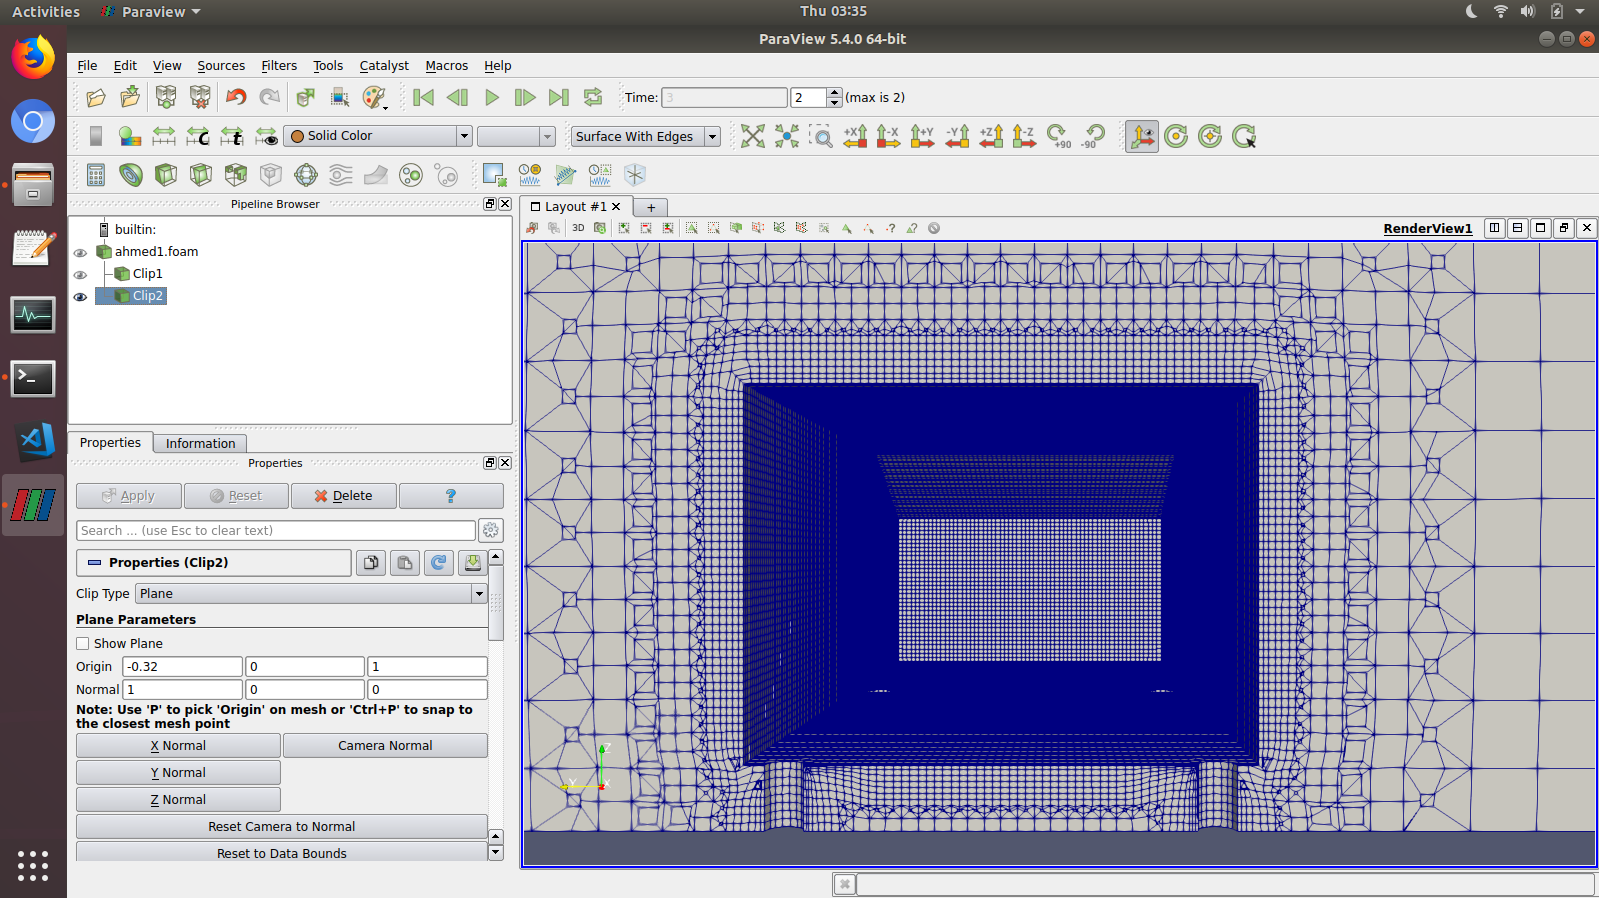 Activities Paraview Thu 03:35
ParaView 5.4.0 64-bit
File Edit View Sources Filters Tools Catalyst Macros Help
Time: 3 2 (max is 2)
Solid Color Surface With Edges +X -X +Y -Y +Z -Z +90 -90
Pipeline Browser
Layout #1
+
builtin:
3D
RenderView1
ahmed1.foam
Clip1
Clip2
Properties Information
Properties
Apply Reset Delete ?
Search ... (use Esc to clear text)
Properties (Clip2)
Clip Type Plane
Plane Parameters
Show Plane
Origin -0.32 0 1
Normal 1 0 0
Note: Use 'P' to pick 'Origin' on mesh or 'Ctrl+P' to snap to
the closest mesh point
X Normal Camera Normal
Y Normal
Z Normal
Reset Camera to Normal
Reset to Data Bounds
Z
Y
X